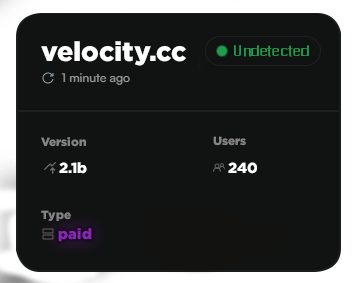 velocity.cc Undetected
1 minute ago
Version Users
2.1b 240
Type
paid